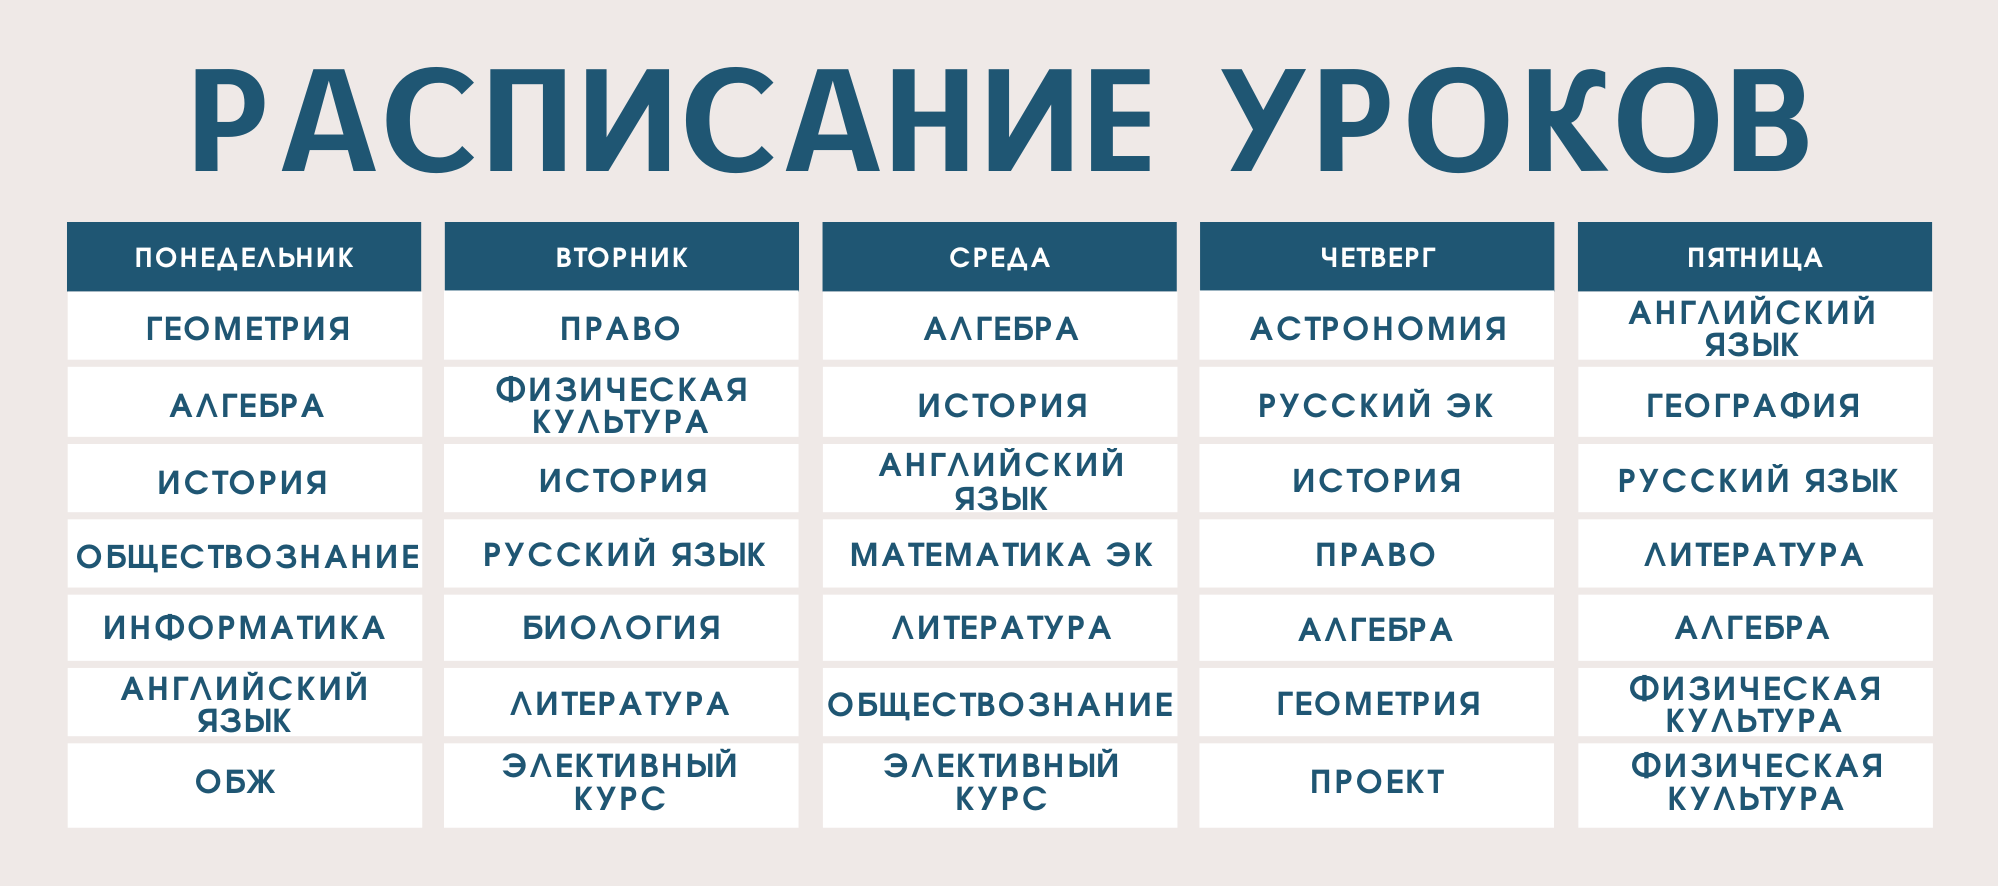 РАСПИСАНИЕ УРОКОВ
ПОНЕДЕЛЬНИК ВТОРНИК СРЕДА ЧЕТВЕРГ ПЯТНИЦА
ГЕОМЕТРИЯ ПРАВО АЛГЕБРА АСТРОНОМИЯ АНГЛИЙСКИЙ
ЯЗЫК
АЛГЕБРА ФИЗИЧЕСКАЯ
КУЛЬТУРА ИСТОРИЯ РУССКИЙ ЭК ГЕОГРАФИЯ
ИСТОРИЯ ИСТОРИЯ АНГЛИЙСКИЙ
ЯЗЫК ИСТОРИЯ РУССКИЙ ЯЗЫК
ОБЩЕСТВОЗНАНИЕ РУССКИЙ ЯЗЫК МАТЕМАТИКА ЭК ПРАВО ЛИТЕРАТУРА
ИНФОРМАТИКА БИОЛОГИЯ ЛИТЕРАТУРА АЛГЕБРА АЛГЕБРА
АНГЛИЙСКИЙ
ЯЗЫК ЛИТЕРАТУРА ОБЩЕСТВОЗНАНИЕ ГЕОМЕТРИЯ ФИЗИЧЕСКАЯ
КУЛЬТУРА
ОБЖ ЭЛЕКТИВНЫЙ
КУРС ЭЛЕКТИВНЫЙ
КУРС ПРОЕКТ ФИЗИЧЕСКАЯ
КУЛЬТУРА